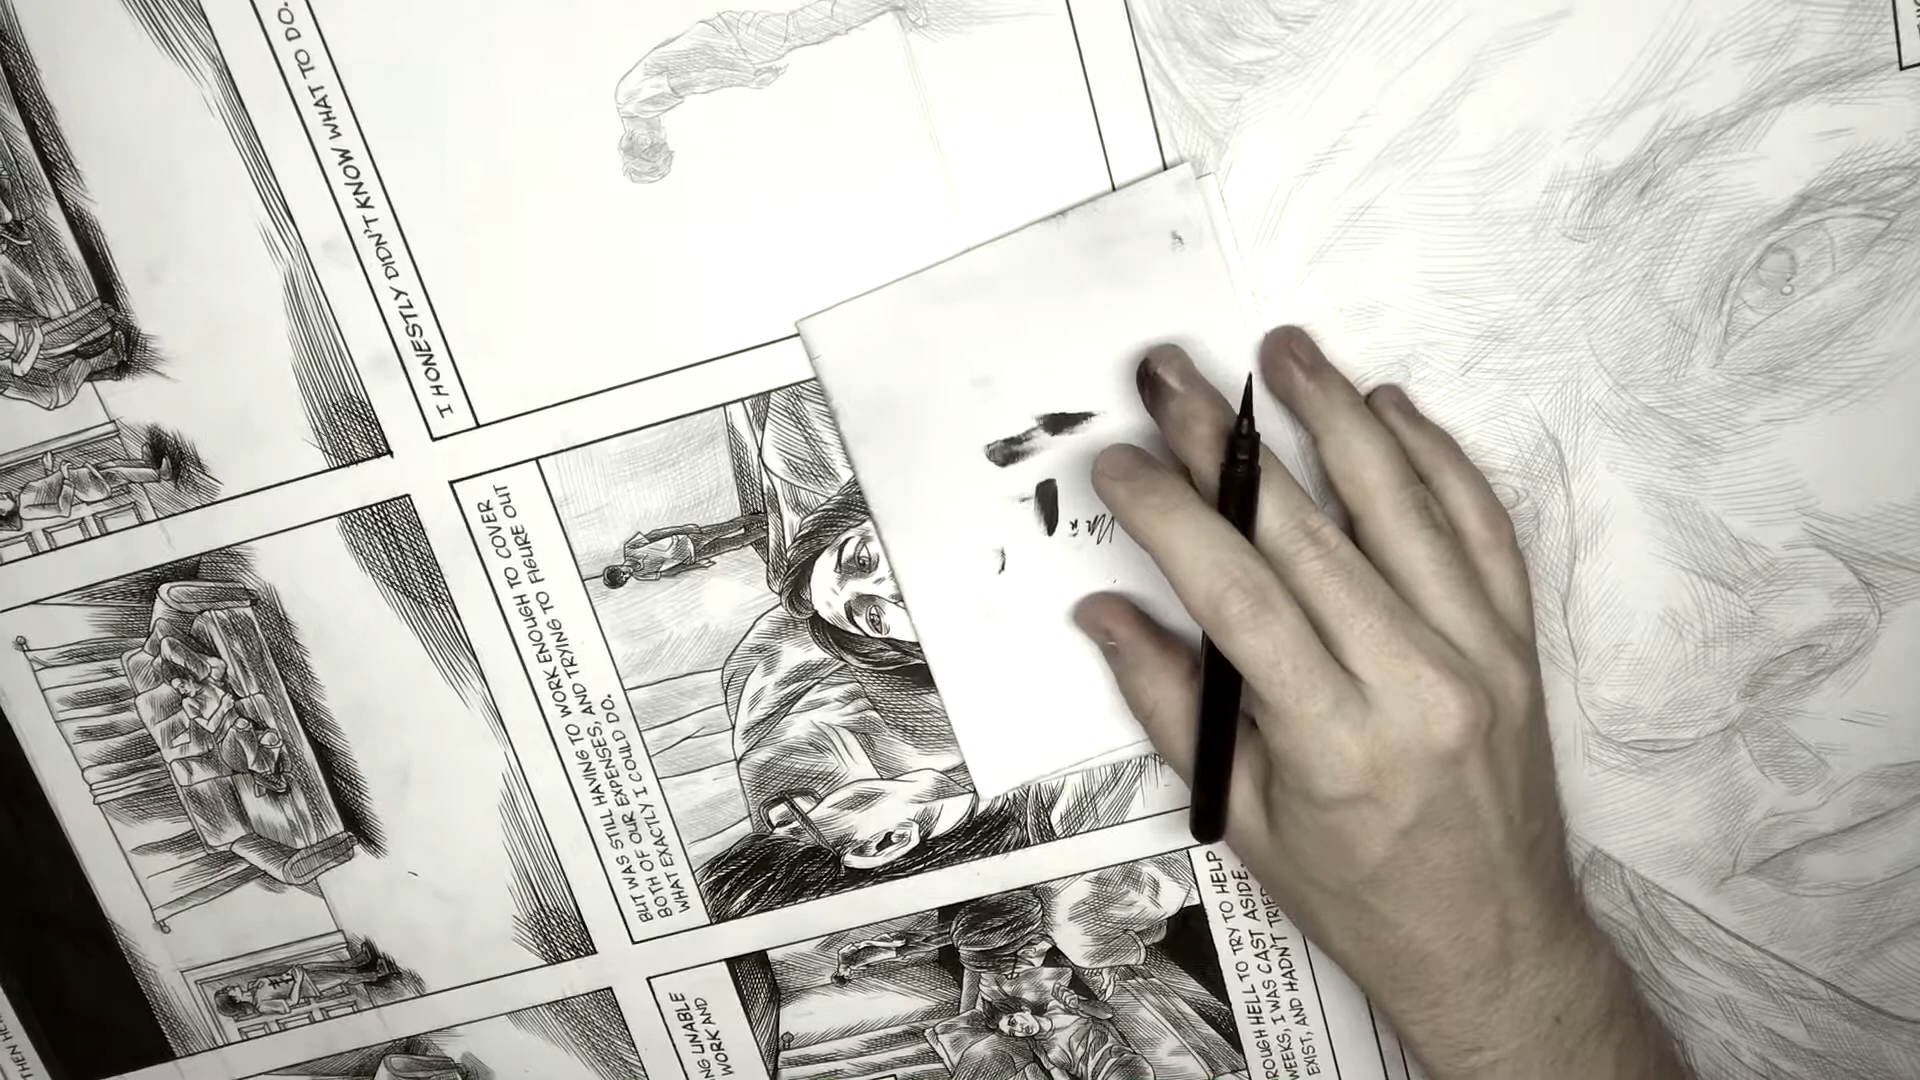 I HONESTLY DIDN'T KNOW WHAT TO DO.
BUT WAS STILL HAVING TO WORK ENOUGH TO COVER
BOTH OF OUR EXPENSES, AND TRYING TO FIGURE OUT
WHAT EXACTLY I COULD DO.
UNABLE
WORK AND
HELL TO TRY TO HELP
WEEKS, I WAS CAST ASIDE,
EXIST, AND HADN'T
THEN